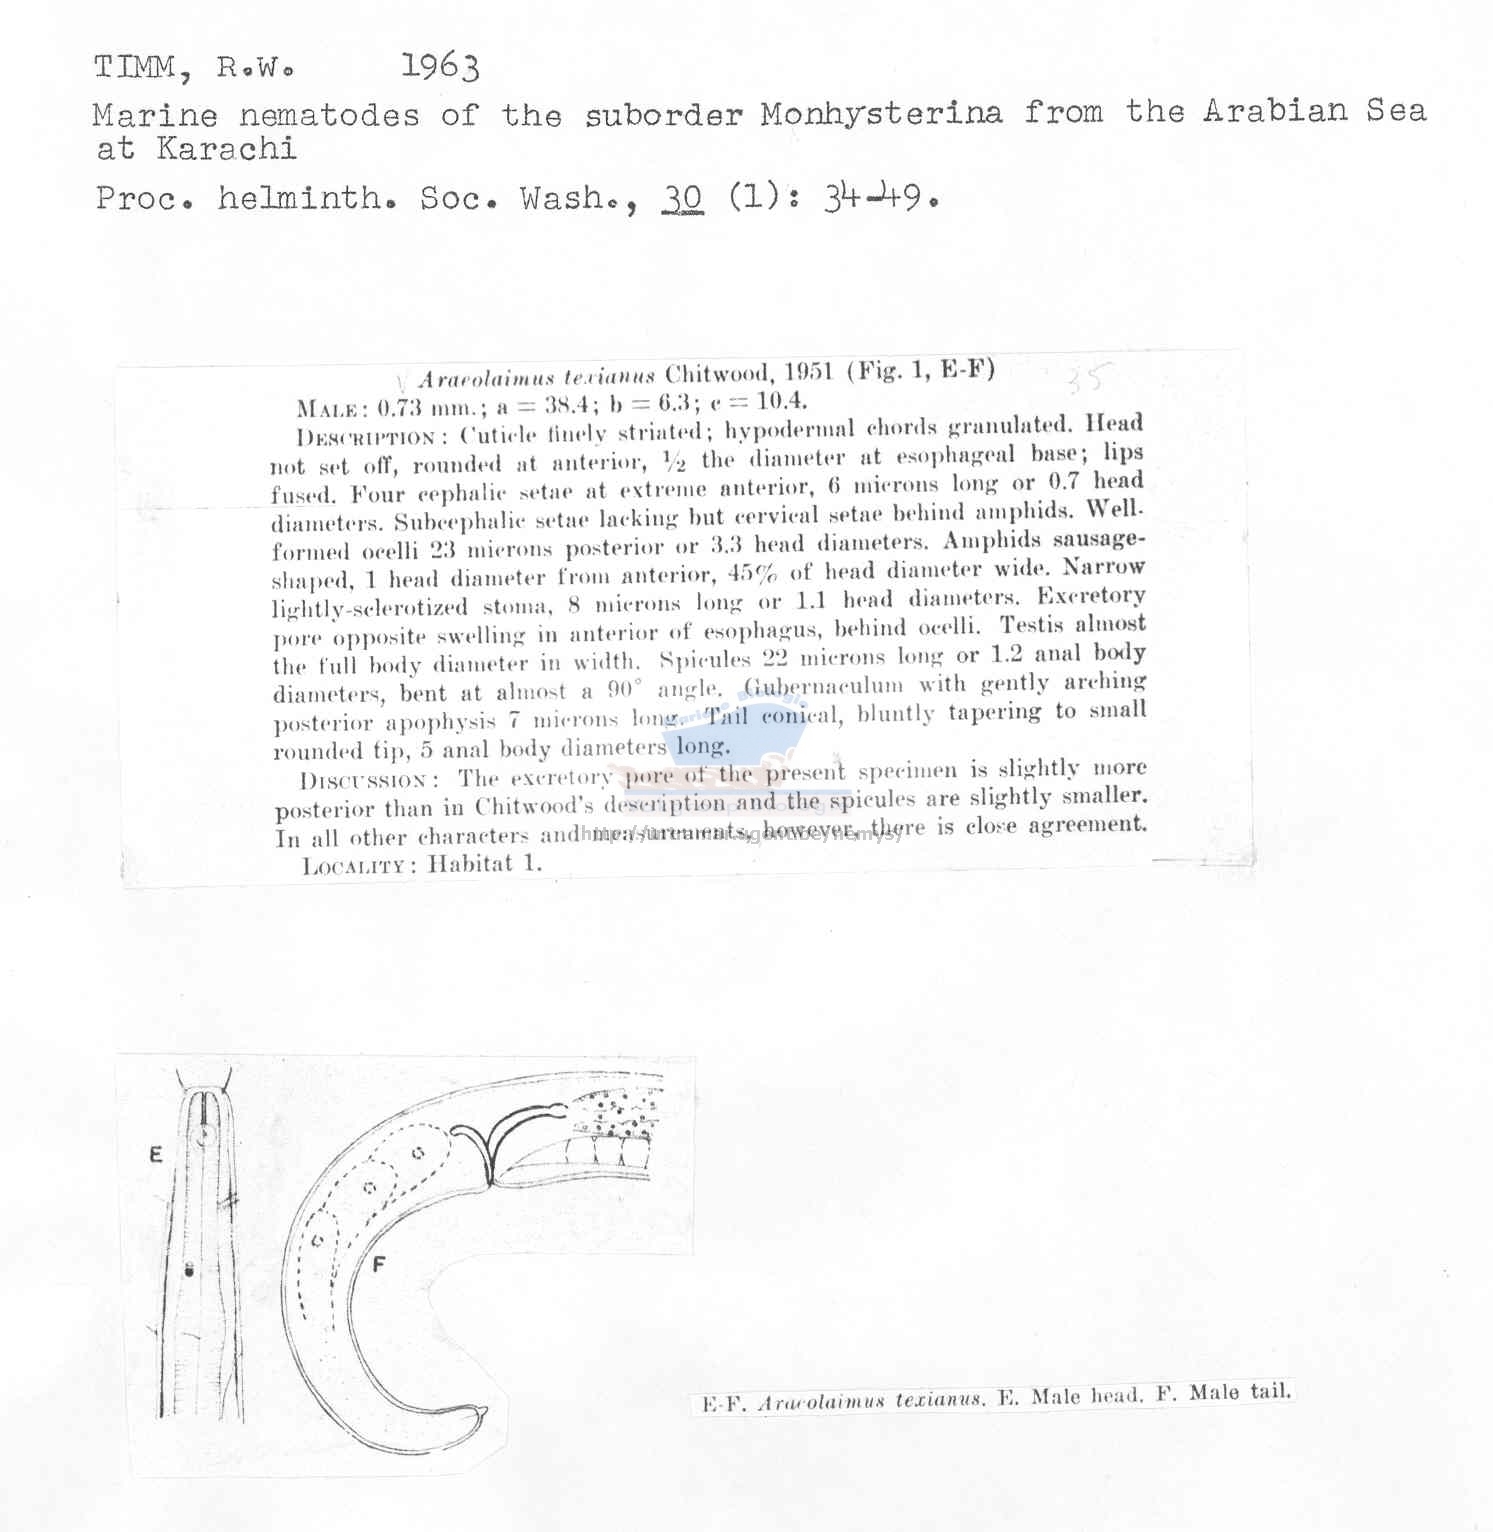 TIMM, R.W. 1963
Marine nematodes of the suborder Monhysterina from the Arabian Sea
at Karachi
Proc. helminth. Soc. Wash., 30 (1): 34-49.
Araeolaimus texianus Chitwood, 1951 (Fig. 1, E-F)
35
MALE: 0.73 mm.; a = 38.4; b = 6.3; c = 10.4.
DESCRIPTION: Cuticle finely striated; hypodermal chords granulated. Head
not set off, rounded at anterior, ½ the diameter at esophageal base; lips
fused. Four cephalic setae at extreme anterior, 6 microns long or 0.7 head
diameters. Subcephalic setae lacking but cervical setae behind amphids. Well-
formed ocelli 23 microns posterior or 3.3 head diameters. Amphids sausage-
shaped, 1 head diameter from anterior, 45% of head diameter wide. Narrow
lightly-sclerotized stoma, 8 microns long or 1.1 head diameters. Excretory
pore opposite swelling in anterior of esophagus, behind ocelli. Testis almost
the full body diameter in width. Spicules 22 microns long or 1.2 anal body
diameters, bent at almost a 90° angle. Gubernaculum with gently arching
posterior apophysis 7 microns long. Tail conical, bluntly tapering to small
rounded tip, 5 anal body diameters long.
DISCUSSION: The excretory pore of the present specimen is slightly more
posterior than in Chitwood's description and the spicules are slightly smaller.
In all other characters and measurements, however, there is close agreement.
LOCALITY: Habitat 1.
E
F
E-F. Araeolaimus texianus. E. Male head. F. Male tail.